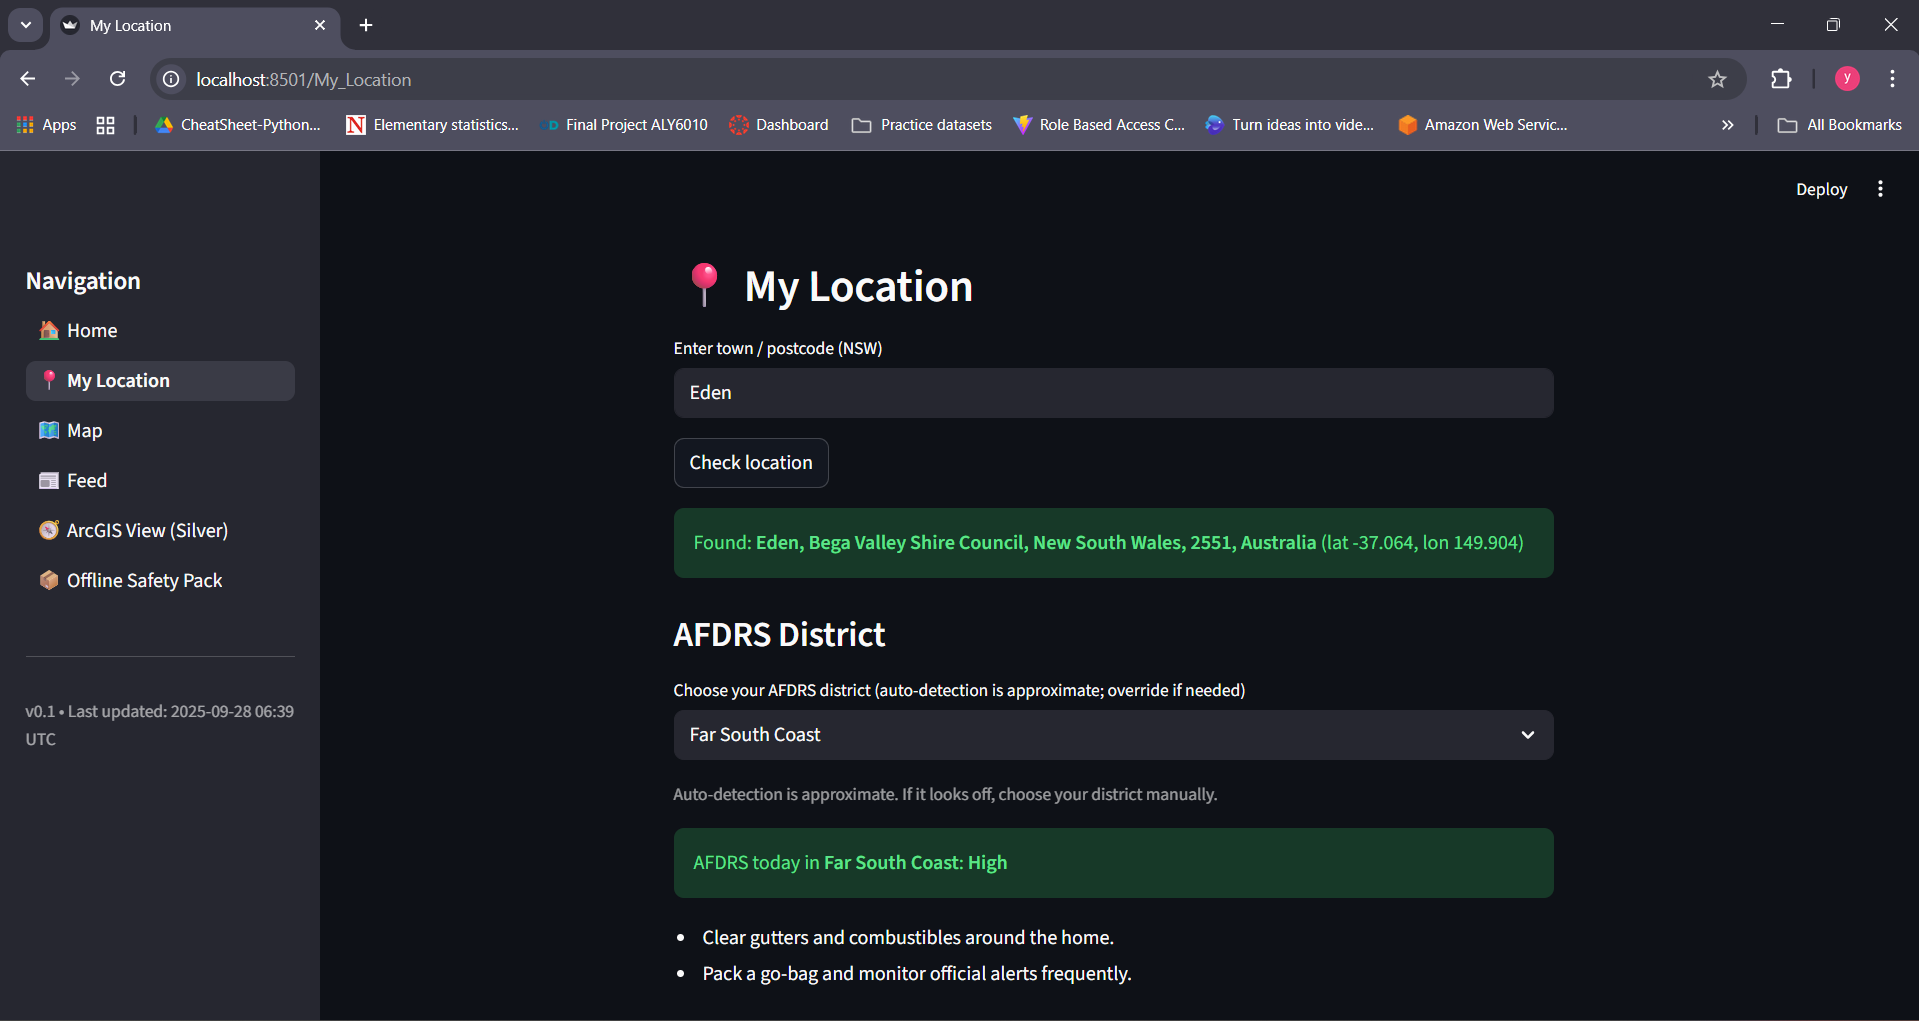 My Location
localhost:8501/My_Location
y
Apps
CheatSheet-Python...
N Elementary statistics...
D Final Project ALY6010
Dashboard
Practice datasets
Role Based Access C...
Turn ideas into vide...
Amazon Web Servic...
All Bookmarks
Deploy
Navigation
Home
My Location
Map
Feed
ArcGIS View (Silver)
Offline Safety Pack
v0.1 • Last updated: 2025-09-28 06:39
UTC
My Location
Enter town / postcode (NSW)
Eden
Check location
Found: Eden, Bega Valley Shire Council, New South Wales, 2551, Australia (lat -37.064, lon 149.904)
AFDRS District
Choose your AFDRS district (auto-detection is approximate; override if needed)
Far South Coast
Auto-detection is approximate. If it looks off, choose your district manually.
AFDRS today in Far South Coast: High
• Clear gutters and combustibles around the home.
• Pack a go-bag and monitor official alerts frequently.